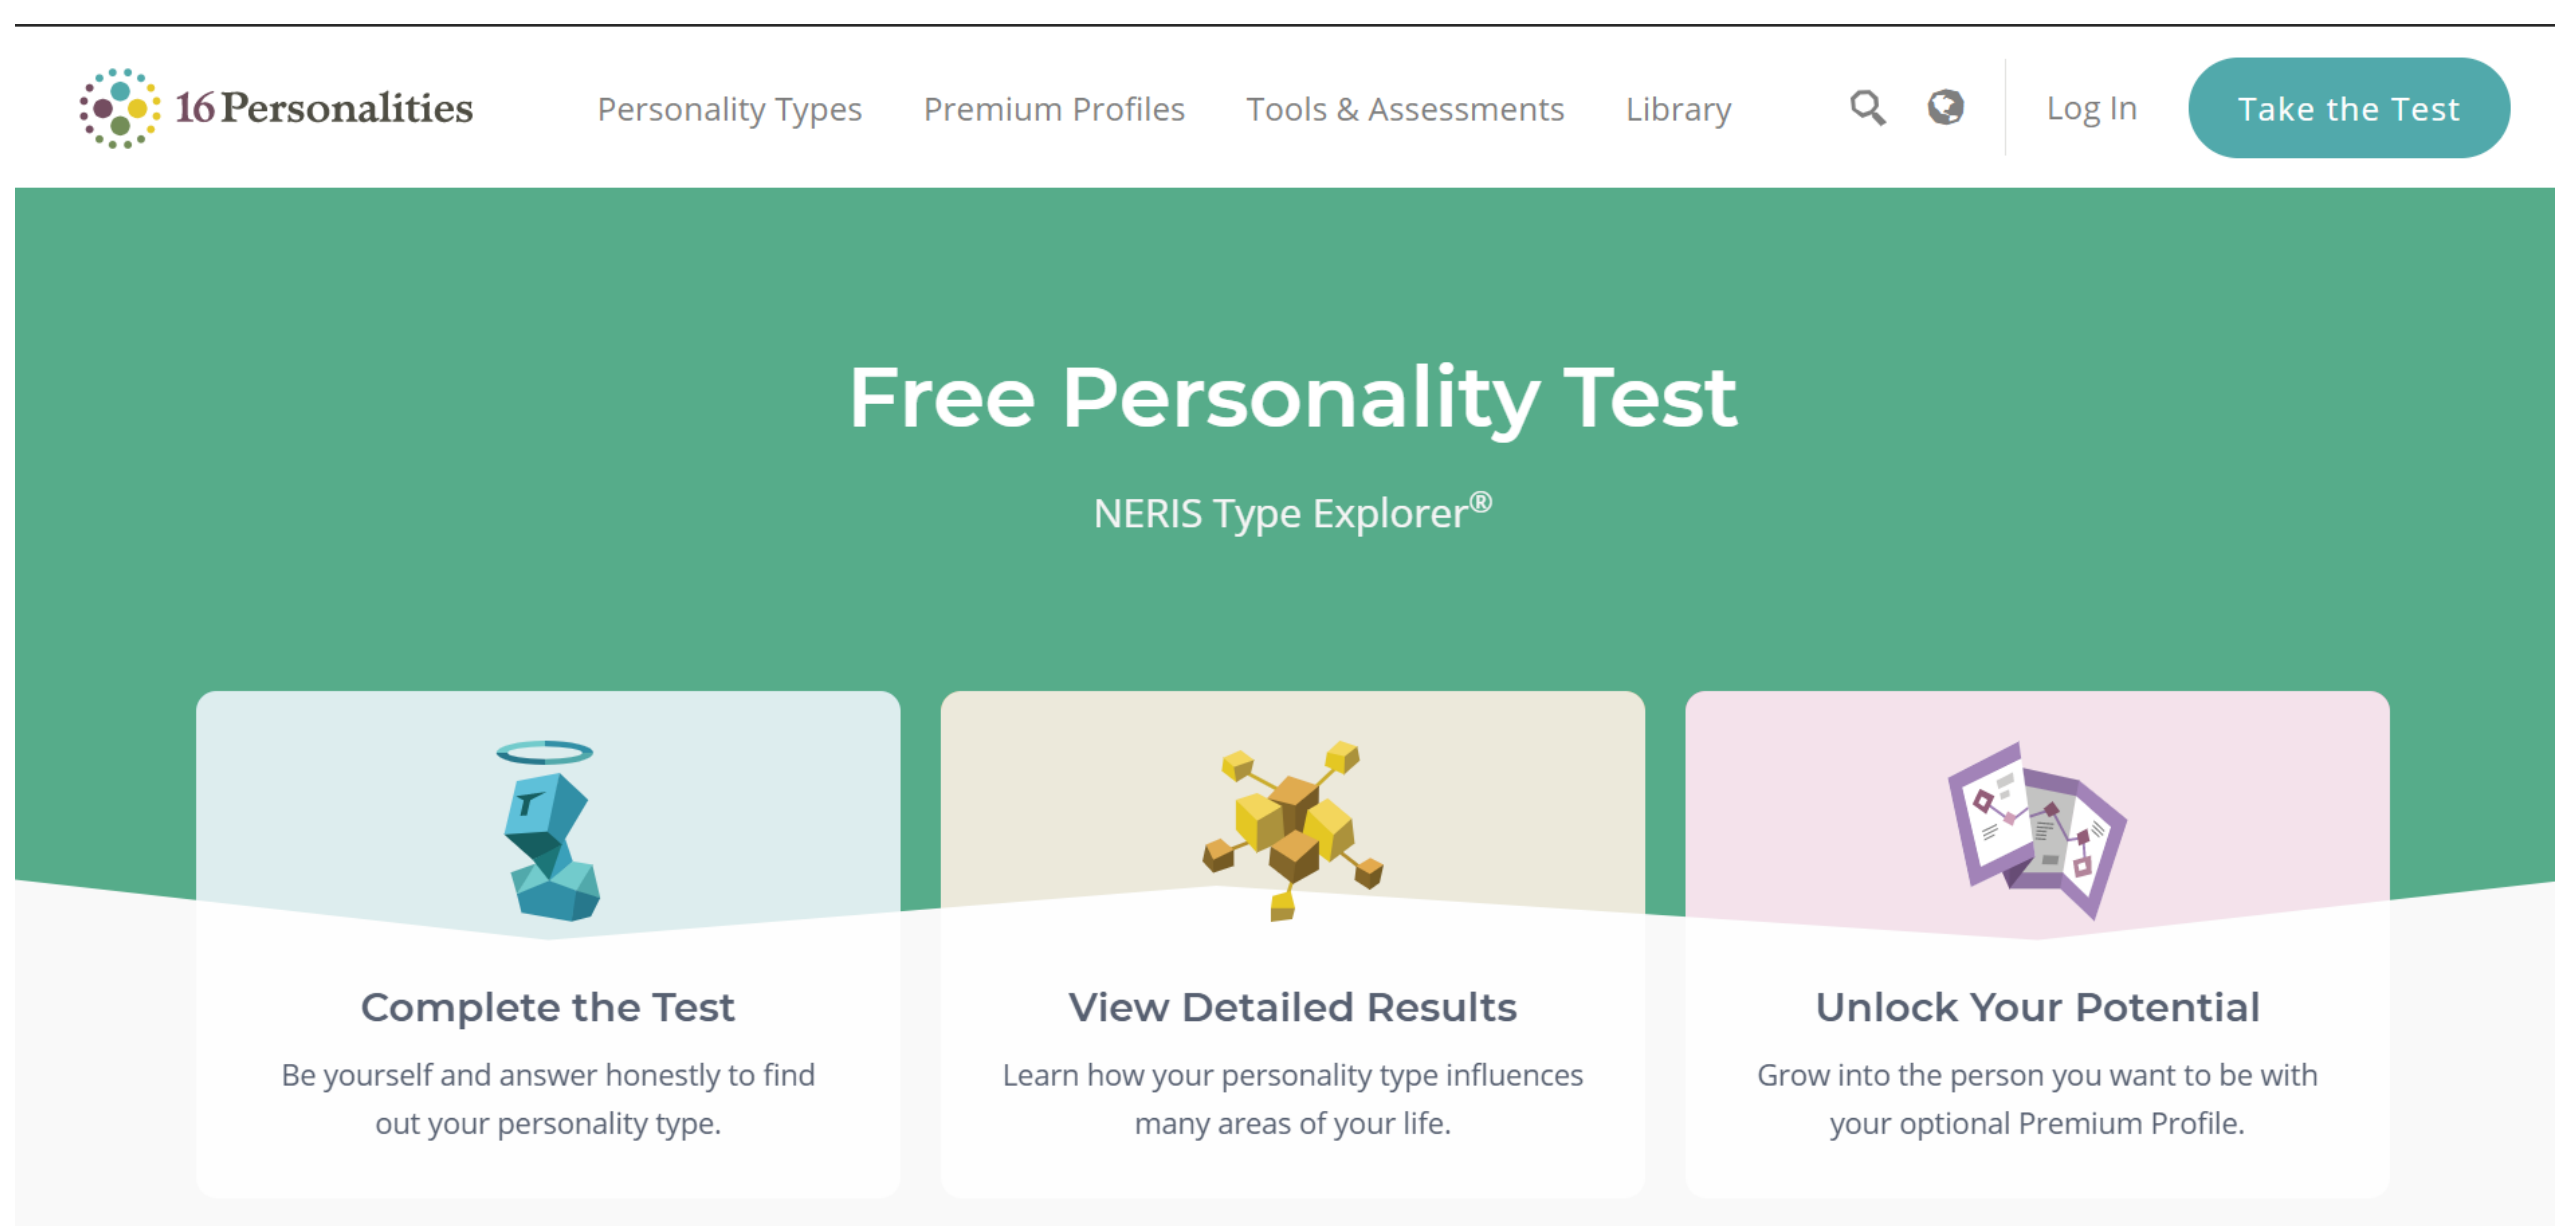 16Personalities
Personality Types
Premium Profiles
Tools & Assessments
Library
Log In
Take the Test
Free Personality Test
NERIS Type Explorer®
T
Complete the Test
Be yourself and answer honestly to find
out your personality type.
View Detailed Results
Learn how your personality type influences
many areas of your life.
Unlock Your Potential
Grow into the person you want to be with
your optional Premium Profile.